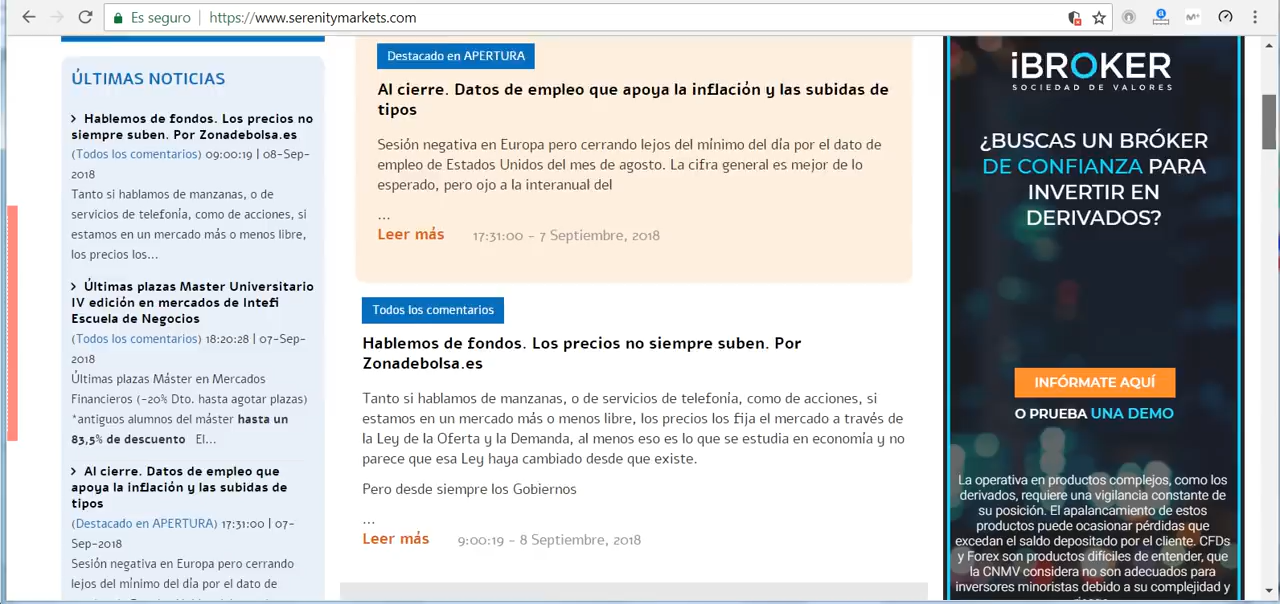 Es seguro
https://www.serenitymarkets.com
ÚLTIMAS NOTICIAS
Hablemos de fondos. Los precios no
siempre suben. Por Zonadebolsa.es
(Todos los comentarios) 09:00:19 | 08-Sep-
2018
Tanto si hablamos de manzanas, o de
servicios de telefonía, como de acciones, si
estamos en un mercado más o menos libre,
los precios los...
Últimas plazas Master Universitario
IV edición en mercados de Intefi
Escuela de Negocios
(Todos los comentarios) 18:20:28 | 07-Sep-
2018
Últimas plazas Máster en Mercados
Financieros (-20% Dto. hasta agotar plazas)
*antiguos alumnos del máster hasta un
83,5% de descuento El...
Al cierre. Datos de empleo que
apoya la inflación y las subidas de
tipos
(Destacado en APERTURA) 17:31:00 | 07-
Sep-2018
Sesión negativa en Europa pero cerrando
lejos del mínimo del día por el dato de
Destacado en APERTURA
Al cierre. Datos de empleo que apoya la inflación y las subidas de
tipos
Sesión negativa en Europa pero cerrando lejos del mínimo del día por el dato de
empleo de Estados Unidos del mes de agosto. La cifra general es mejor de lo
esperado, pero ojo a la interanual del
...
Leer más 17:31:00 - 7 Septiembre, 2018
Todos los comentarios
Hablemos de fondos. Los precios no siempre suben. Por
Zonadebolsa.es
Tanto si hablamos de manzanas, o de servicios de telefonía, como de acciones, si
estamos en un mercado más o menos libre, los precios los fija el mercado a través de
la Ley de la Oferta y la Demanda, al menos eso es lo que se estudia en economía y no
parece que esa Ley haya cambiado desde que existe.
Pero desde siempre los Gobiernos
...
Leer más 9:00:19 - 8 Septiembre, 2018
iBROKER
SOCIEDAD DE VALORES
¿BUSCAS UN BRÓKER
DE CONFIANZA PARA
INVERTIR EN
DERIVADOS?
INFÓRMATE AQUÍ
O PRUEBA UNA DEMO
La operativa en productos complejos, como los
derivados, requiere una vigilancia constante de
su posición. El apalancamiento de estos
productos puede ocasionar pérdidas que
excedan el saldo depositado por el cliente. CFDs
y Forex son productos difíciles de entender, que
la CNMV considera no son adecuados para
inversores minoristas debido a su complejidad y